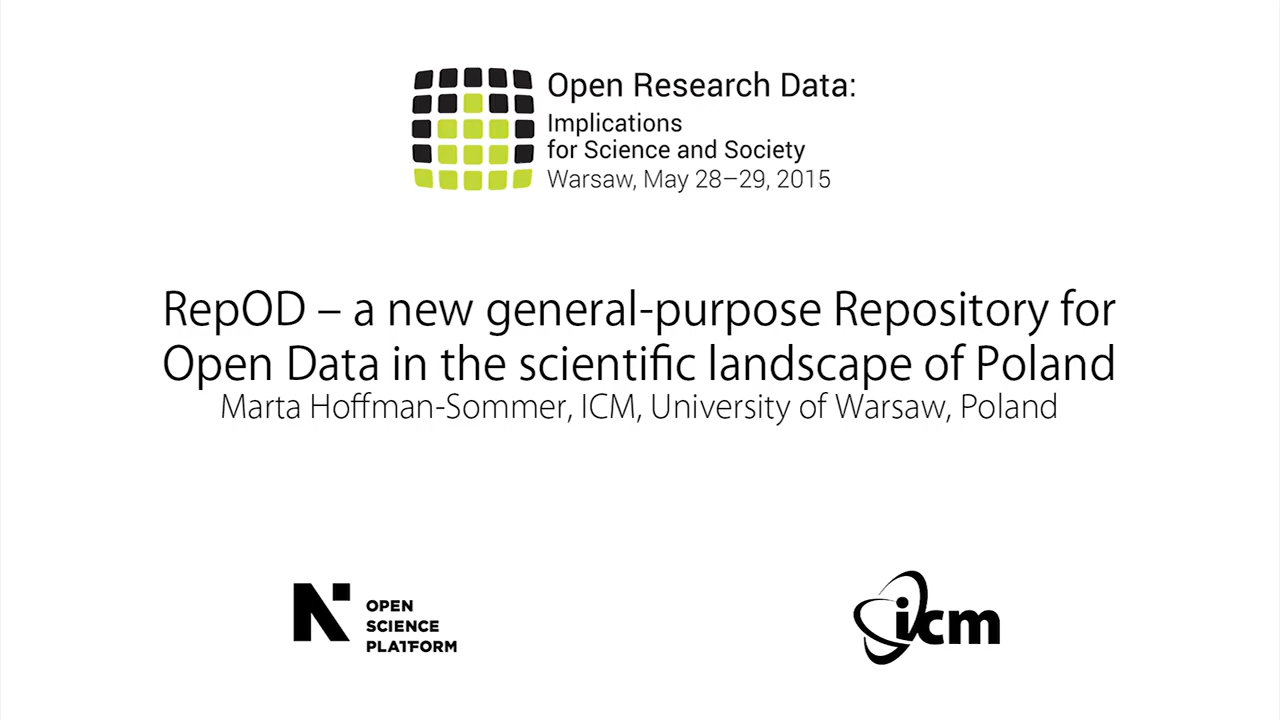 Open Research Data:
Implications
for Science and Society
Warsaw, May 28–29, 2015
RepOD – a new general-purpose Repository for
Open Data in the scientific landscape of Poland
Marta Hoffman-Sommer, ICM, University of Warsaw, Poland
OPEN
SCIENCE
PLATFORM
icm